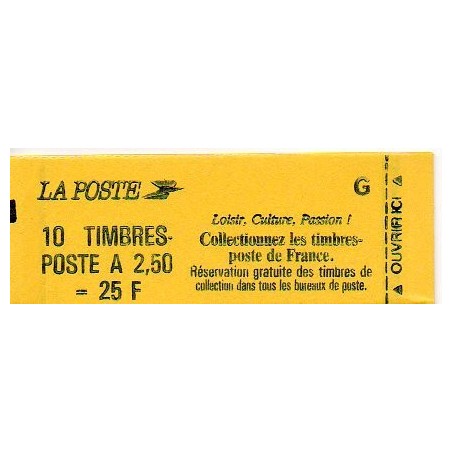 LA POSTE
10 TIMBRES-
POSTE A 2,50
= 25 F
G
Loisir, Culture, Passion !
Collectionnez les timbres-
poste de France.
Réservation gratuite des timbres de
collection dans tous les bureaux de poste.
OUVRIR ICI